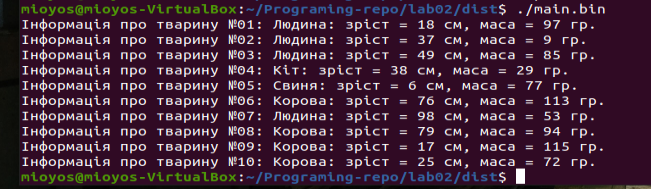 mioyos@mioyos-VirtualBox:~/Programing-repo/lab02/dist$ ./main.bin
Інформація про тварину №01: Людина: зріст = 18 см, маса = 97 гр.
Інформація про тварину №02: Людина: зріст = 37 см, маса = 9 гр.
Інформація про тварину №03: Людина: зріст = 49 см, маса = 85 гр.
Інформація про тварину №04: Кіт: зріст = 38 см, маса = 29 гр.
Інформація про тварину №05: Свиня: зріст = 6 см, маса = 77 гр.
Інформація про тварину №06: Корова: зріст = 76 см, маса = 113 гр.
Інформація про тварину №07: Людина: зріст = 98 см, маса = 53 гр.
Інформація про тварину №08: Корова: зріст = 79 см, маса = 94 гр.
Інформація про тварину №09: Корова: зріст = 17 см, маса = 115 гр.
Інформація про тварину №10: Корова: зріст = 25 см, маса = 72 гр.
mioyos@mioyos-VirtualBox:~/Programing-repo/lab02/dist$